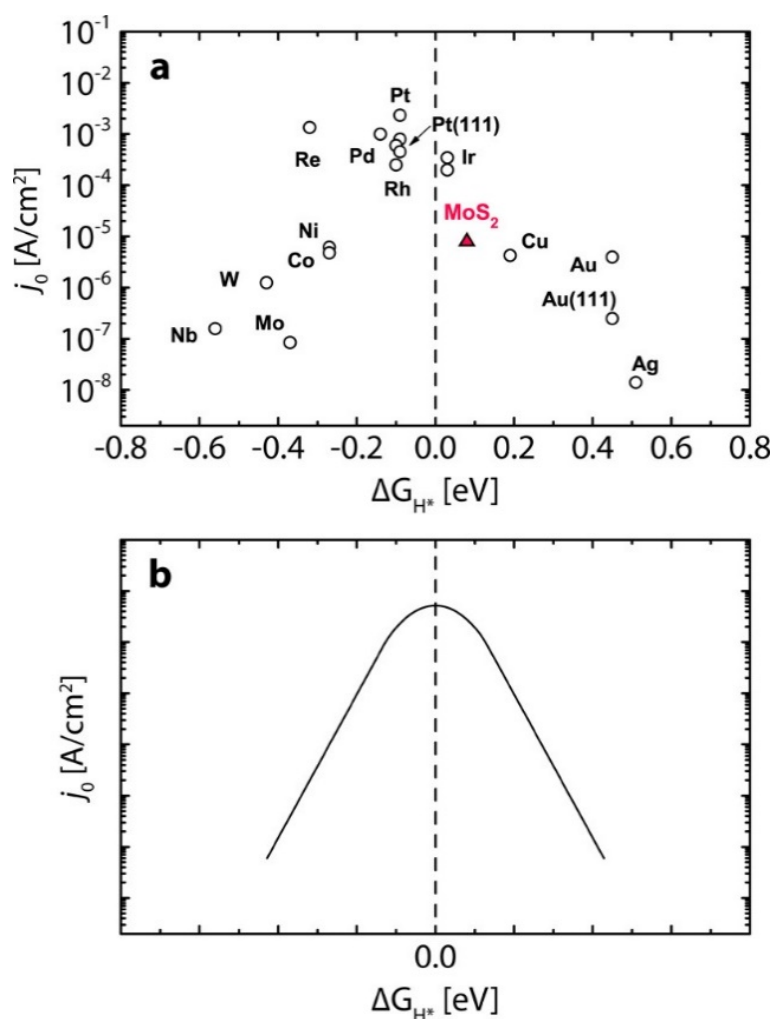 a
j₀ [A/cm²]
10⁻¹
10⁻²
10⁻³
10⁻⁴
10⁻⁵
10⁻⁶
10⁻⁷
10⁻⁸
Pt
Pt(111)
Re
Pd
Ir
Rh
MoS₂
Ni
Cu
Co
Au
W
Au(111)
Nb
Mo
Ag
-0.8 -0.6 -0.4 -0.2 0.0 0.2 0.4 0.6 0.8
ΔG_H* [eV]
b
j₀ [A/cm²]
0.0
ΔG_H* [eV]